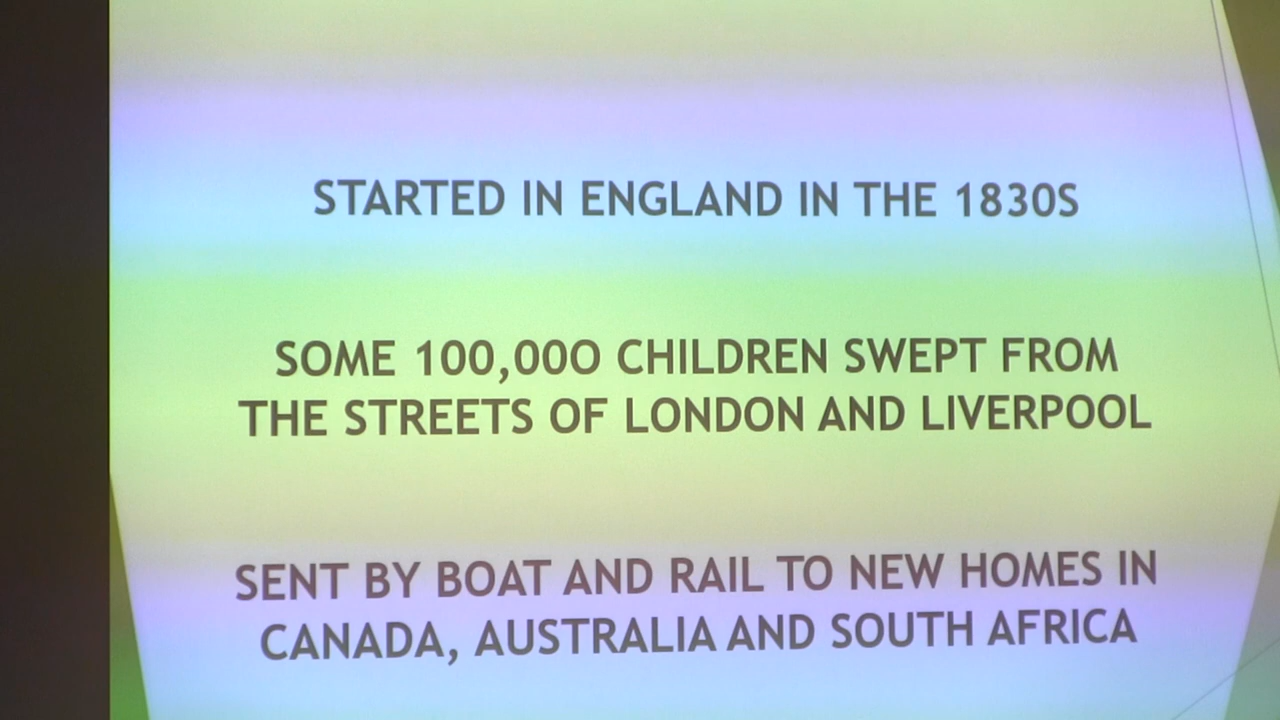 STARTED IN ENGLAND IN THE 1830S
SOME 100,00O CHILDREN SWEPT FROM
THE STREETS OF LONDON AND LIVERPOOL
SENT BY BOAT AND RAIL TO NEW HOMES IN
CANADA, AUSTRALIA AND SOUTH AFRICA